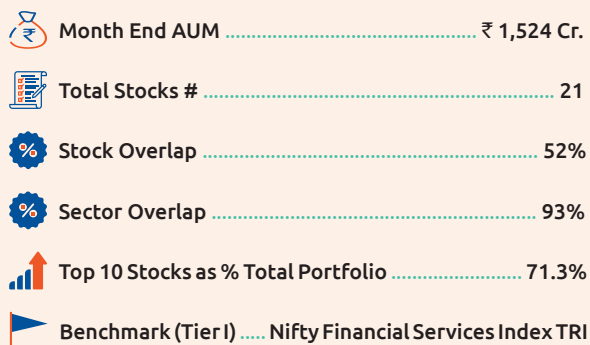 Month End AUM ........................................ ₹ 1,524 Cr.
Total Stocks # ........................................................ 21
Stock Overlap ..................................................... 52%
Sector Overlap ................................................... 93%
Top 10 Stocks as % Total Portfolio ..................... 71.3%
Benchmark (Tier I) ..... Nifty Financial Services Index TRI